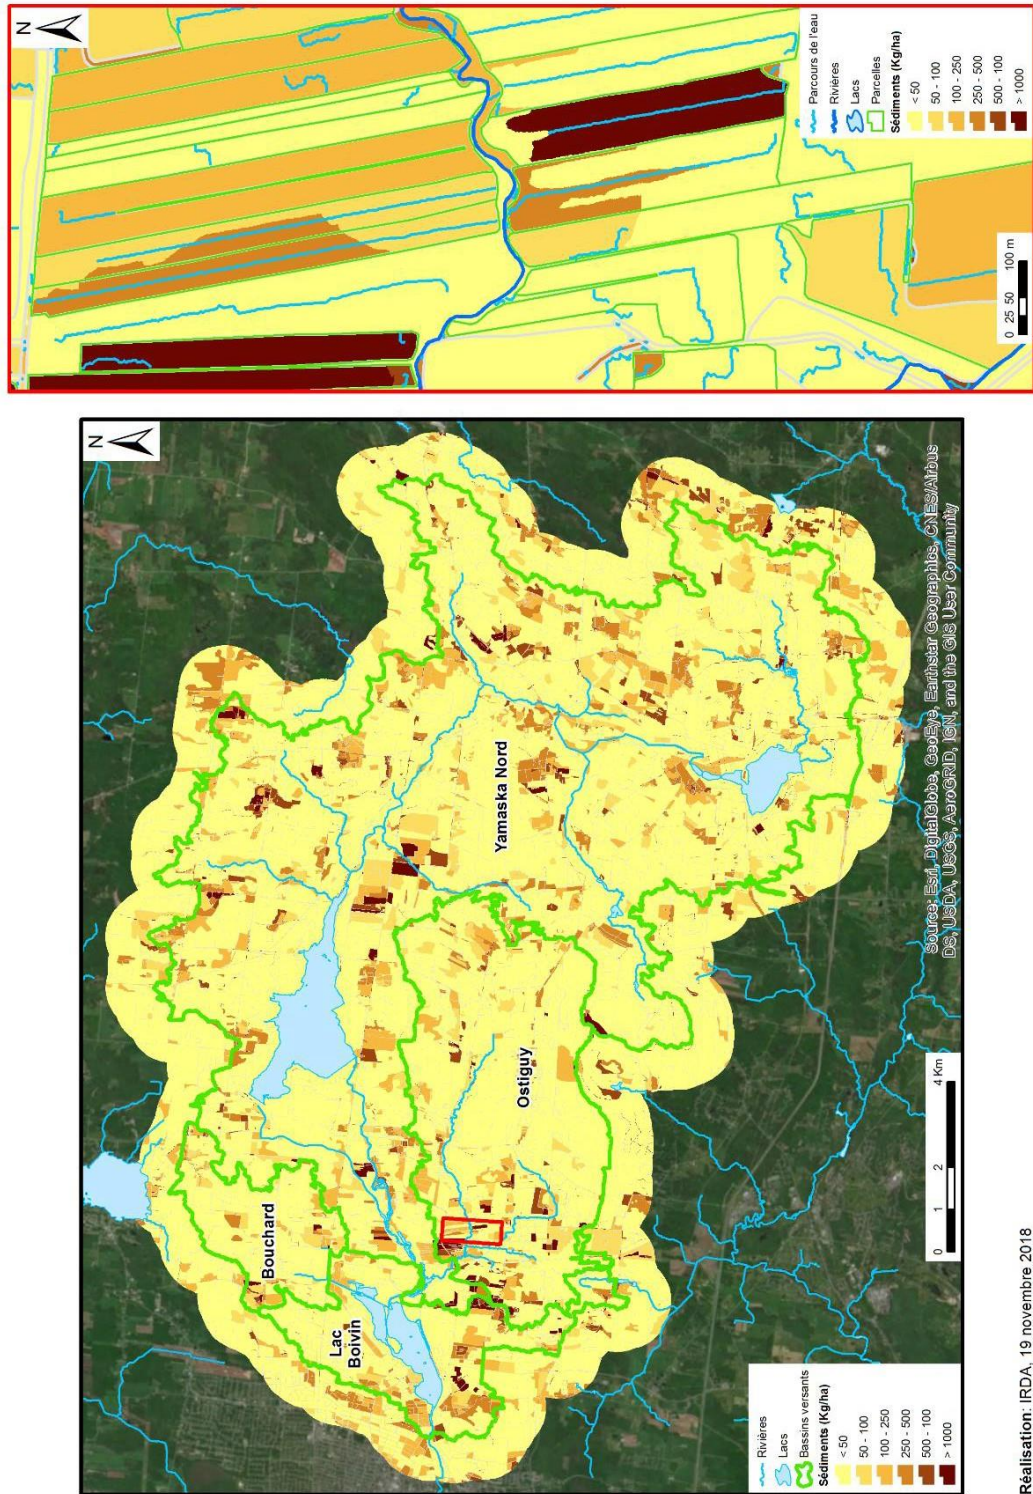 N
Bouchard
Lac
Boivin
Ostiguy
Yamaska Nord
Rivières
Lacs
Bassins versants
Sédiments (Kg/ha)
< 50
50 - 100
100 - 250
250 - 500
500 - 100
> 1000
0 2 4 Km
Source: Esri, DigitalGlobe, GeoEye, Earthstar Geographics, CNES/Airbus
DS, USDA, USGS, AeroGRID, IGN, and the GIS User Community
N
Parcours de l'eau
Rivières
Lacs
Parcelles
Sédiments (Kg/ha)
< 50
50 - 100
100 - 250
250 - 500
500 - 100
> 1000
0 25 50 100 m
Réalisation: IRDA, 19 novembre 2018